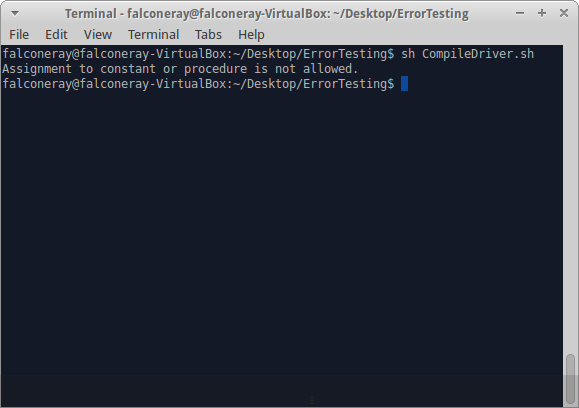 Terminal - falconeray@falconeray-VirtualBox: ~/Desktop/ErrorTesting
File Edit View Terminal Tabs Help
falconeray@falconeray-VirtualBox:~/Desktop/ErrorTesting$ sh CompileDriver.sh
Assignment to constant or procedure is not allowed.
falconeray@falconeray-VirtualBox:~/Desktop/ErrorTesting$